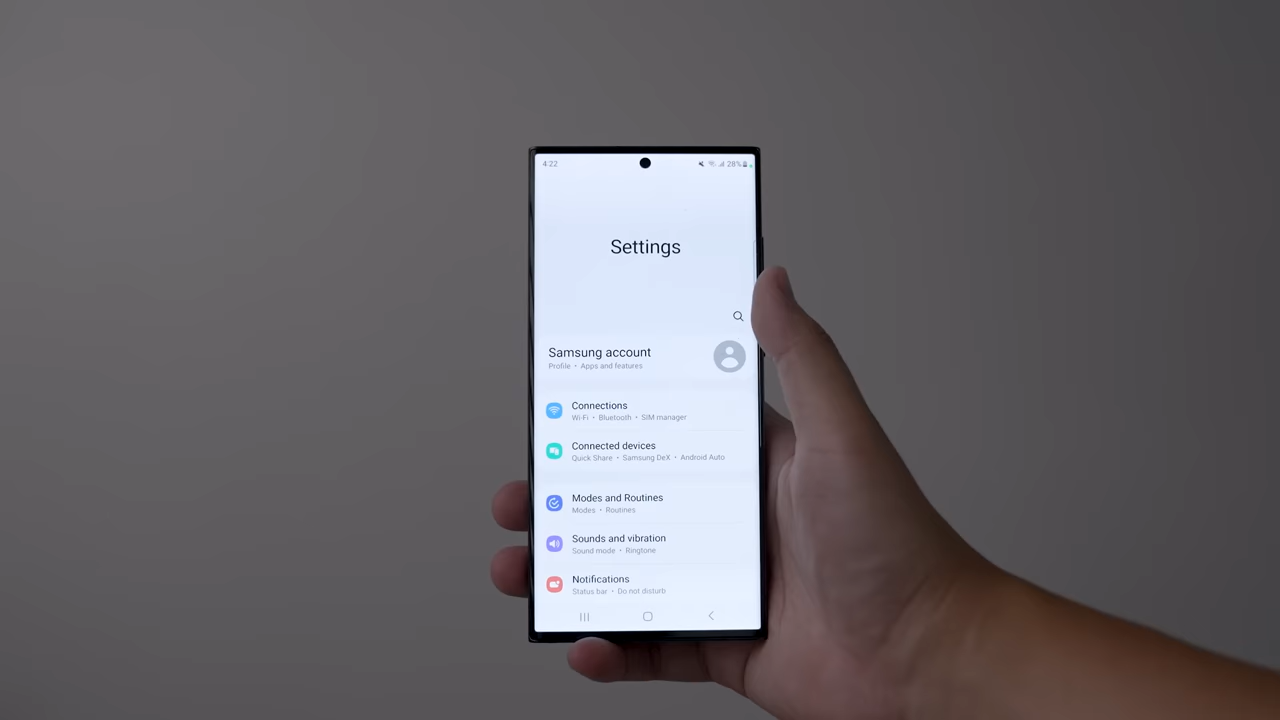 4:22
28%
Settings
Samsung account
Profile • Apps and features
Connections
Wi-Fi • Bluetooth • SIM manager
Connected devices
Quick Share • Samsung DeX • Android Auto
Modes and Routines
Modes • Routines
Sounds and vibration
Sound mode • Ringtone
Notifications
Status bar • Do not disturb